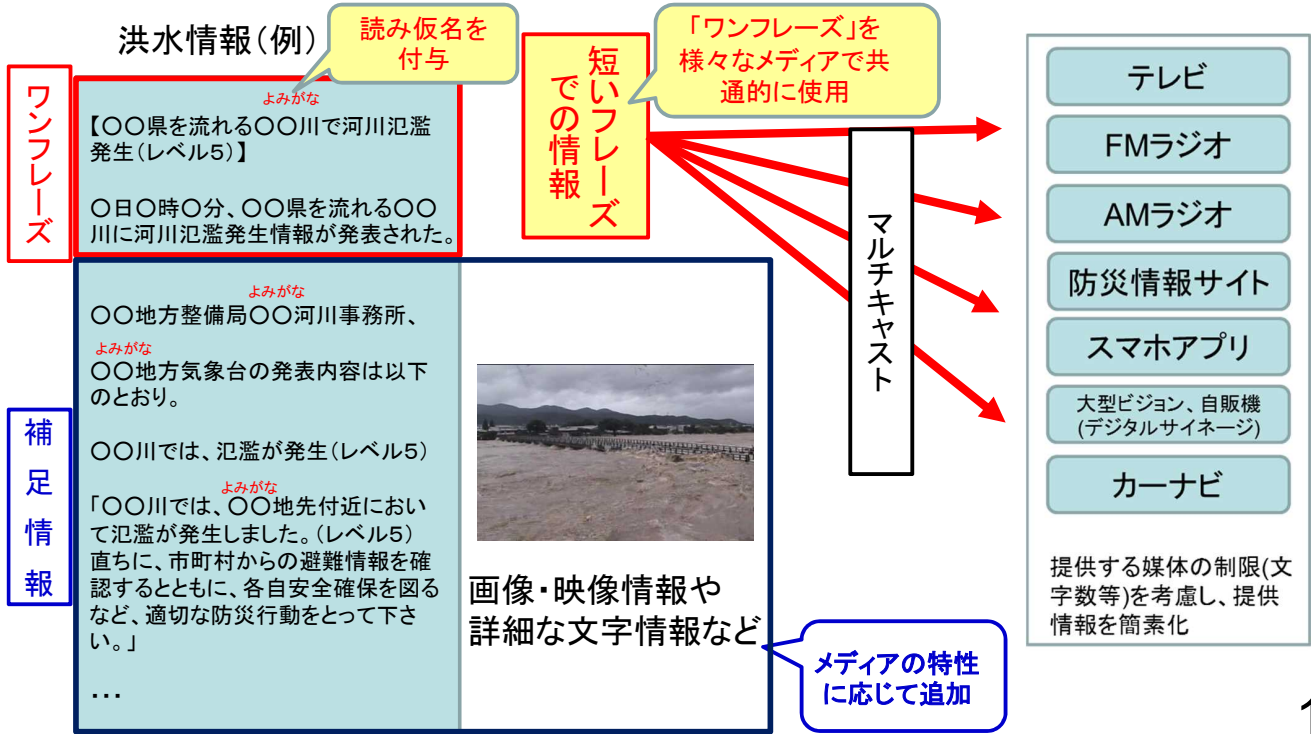 洪水情報(例)
読み仮名を
付与
ワンフレーズ
よみがな
【〇〇県を流れる〇〇川で河川氾濫
発生(レベル5)】
〇日〇時〇分、〇〇県を流れる〇〇
川に河川氾濫発生情報が発表された。
短いフレーズ
での情報
「ワンフレーズ」を
様々なメディアで共
通的に使用
マルチキャスト
テレビ
FMラジオ
AMラジオ
防災情報サイト
スマホアプリ
大型ビジョン、自販機
(デジタルサイネージ)
カーナビ
提供する媒体の制限(文
字数等)を考慮し、提供
情報を簡素化
補足情報
よみがな
〇〇地方整備局〇〇河川事務所、
よみがな
〇〇地方気象台の発表内容は以下
のとおり。
〇〇川では、氾濫が発生(レベル5)
よみがな
「〇〇川では、〇〇地先付近におい
て氾濫が発生しました。(レベル5)
直ちに、市町村からの避難情報を確
認するとともに、各自安全確保を図る
など、適切な防災行動をとって下さ
い。」
…
画像・映像情報や
詳細な文字情報など
メディアの特性
に応じて追加